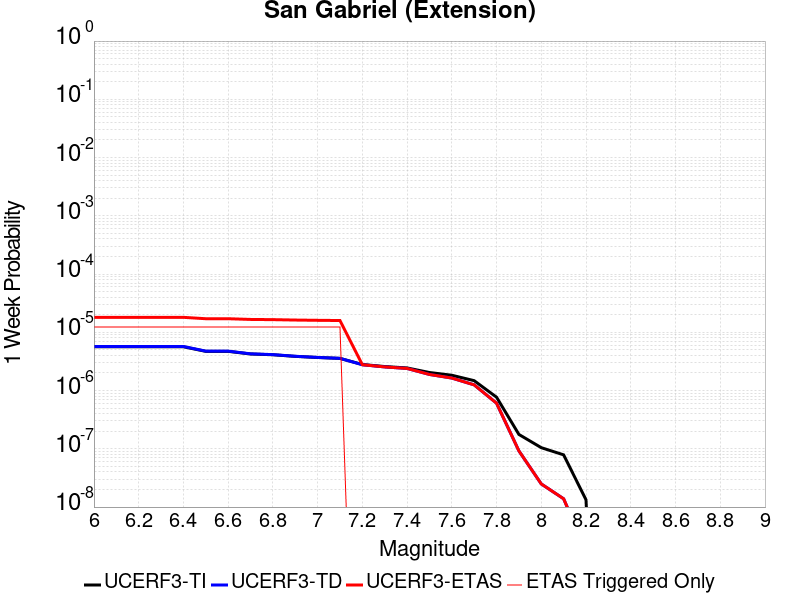 San Gabriel (Extension)
10^0
10^-1
10^-2
10^-3
10^-4
10^-5
10^-6
10^-7
10^-8
1 Week Probability
6 6.2 6.4 6.6 6.8 7 7.2 7.4 7.6 7.8 8 8.2 8.4 8.6 8.8 9
Magnitude
UCERF3-TI UCERF3-TD UCERF3-ETAS ETAS Triggered Only